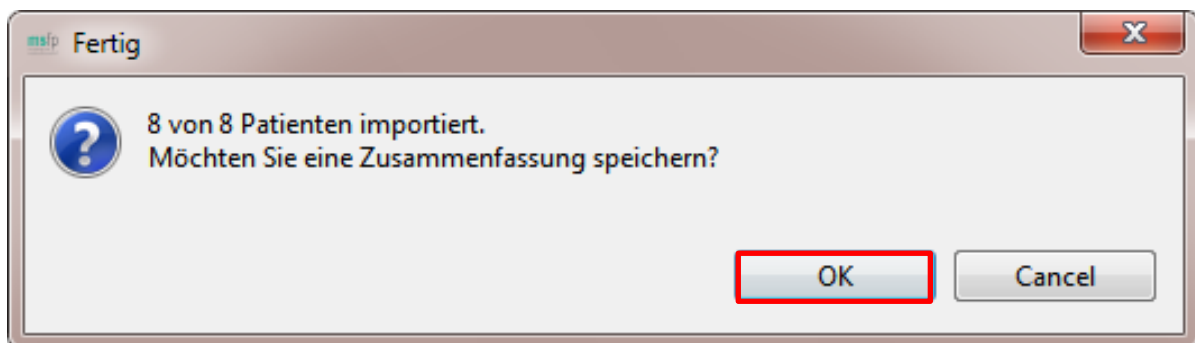 msfp Fertig
8 von 8 Patienten importiert.
Möchten Sie eine Zusammenfassung speichern?
OK Cancel